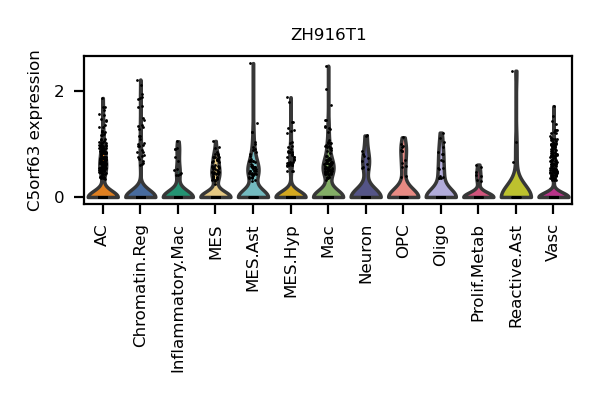 ZH916T1
C5orf63 expression
2
0
AC
Chromatin.Reg
Inflammatory.Mac
MES
MES.Ast
MES.Hyp
Mac
Neuron
OPC
Oligo
Prolif.Metab
Reactive.Ast
Vasc